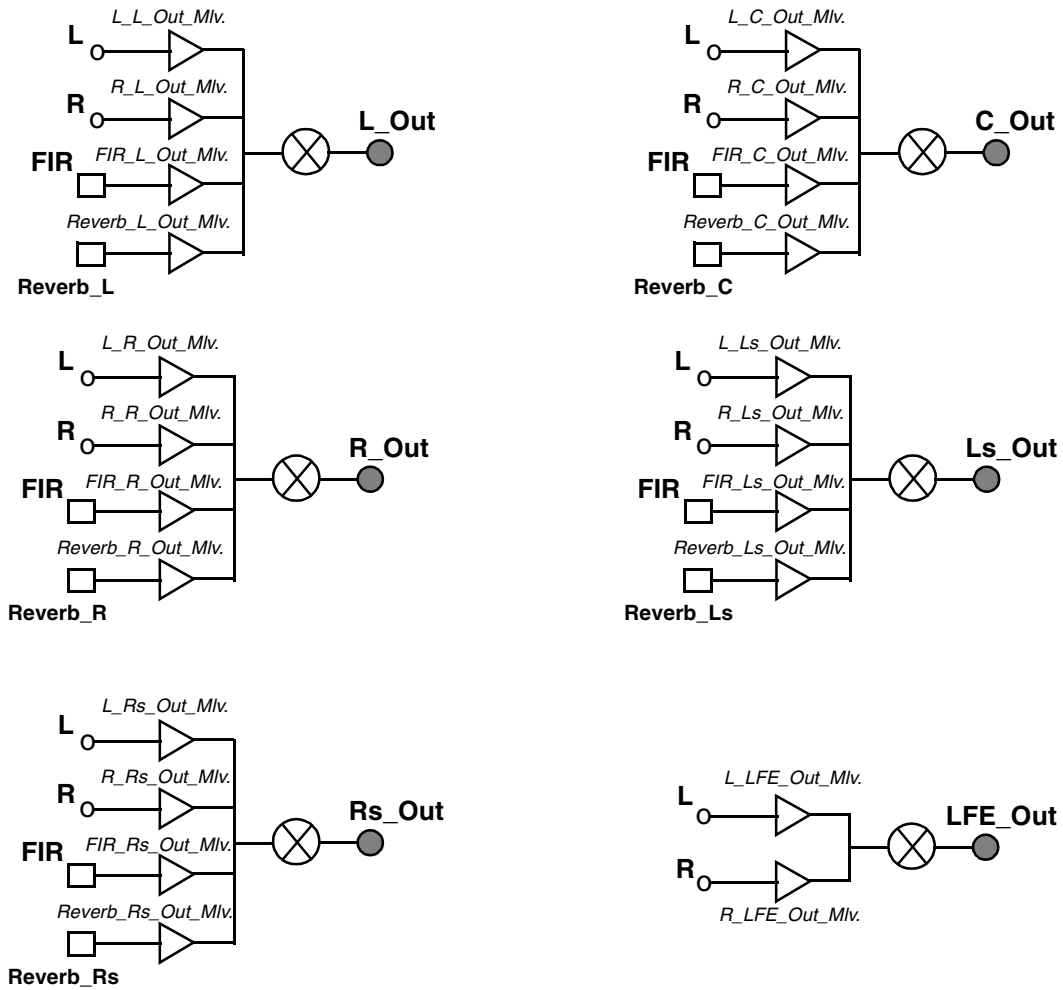 L_L_Out_Mlv.
L
R_L_Out_Mlv.
R
L_Out
FIR
FIR_L_Out_Mlv.
Reverb_L_Out_Mlv.
Reverb_L
L_C_Out_Mlv.
L
R_C_Out_Mlv.
R
C_Out
FIR
FIR_C_Out_Mlv.
Reverb_C_Out_Mlv.
Reverb_C
L_R_Out_Mlv.
L
R_R_Out_Mlv.
R
R_Out
FIR
FIR_R_Out_Mlv.
Reverb_R_Out_Mlv.
Reverb_R
L_Ls_Out_Mlv.
L
R_Ls_Out_Mlv.
R
Ls_Out
FIR
FIR_Ls_Out_Mlv.
Reverb_Ls_Out_Mlv.
Reverb_Ls
L_Rs_Out_Mlv.
L
R_Rs_Out_Mlv.
R
Rs_Out
FIR
FIR_Rs_Out_Mlv.
Reverb_Rs_Out_Mlv.
Reverb_Rs
L_LFE_Out_Mlv.
L
LFE_Out
R
R_LFE_Out_Mlv.